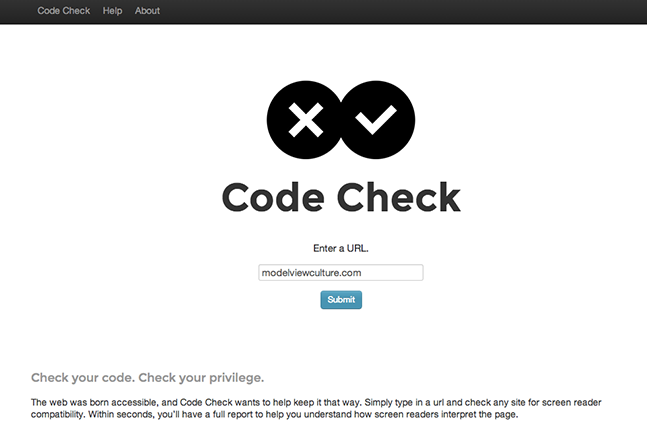 Code Check Help About
Code Check
Enter a URL.
modelviewculture.com
Submit
Check your code. Check your privilege.
The web was born accessible, and Code Check wants to help keep it that way. Simply type in a url and check any site for screen reader
compatibility. Within seconds, you'll have a full report to help you understand how screen readers interpret the page.